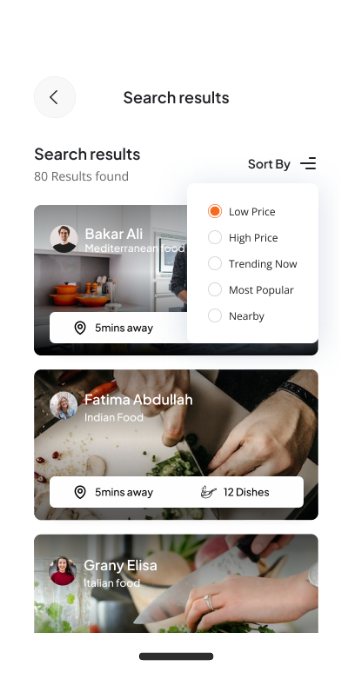 Search results
Search results
80 Results found
Sort By
Low Price
High Price
Trending Now
Most Popular
Nearby
Bakar Ali
Mediterranean food
5mins away
Fatima Abdullah
Indian Food
5mins away
12 Dishes
Grany Elisa
Italian food